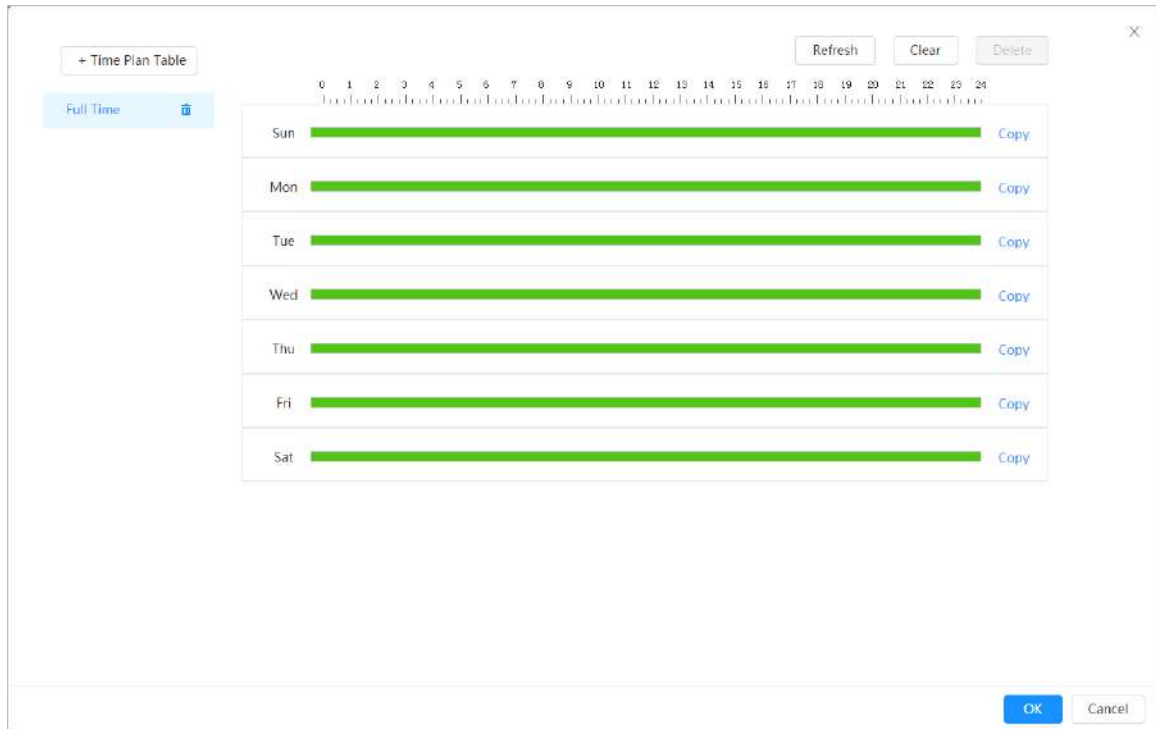 + Time Plan Table
Refresh Clear Delete
0 1 2 3 4 5 6 7 8 9 10 11 12 13 14 15 16 17 18 19 20 21 22 23 24
Full Time
Sun Copy
Mon Copy
Tue Copy
Wed Copy
Thu Copy
Fri Copy
Sat Copy
OK Cancel